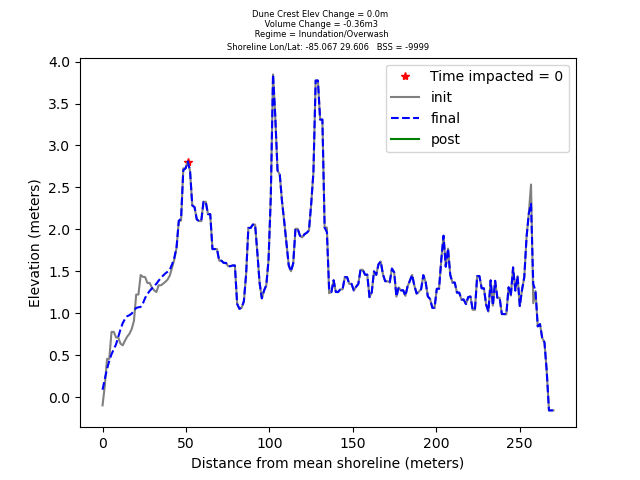 Dune Crest Elev Change = 0.0m
Volume Change = -0.36m3
Regime = Inundation/Overwash
Shoreline Lon/Lat: -85.067 29.606 BSS = -9999
Time impacted = 0
init
final
post
4.0
3.5
3.0
2.5
2.0
1.5
1.0
0.5
0.0
Elevation (meters)
0 50 100 150 200 250
Distance from mean shoreline (meters)